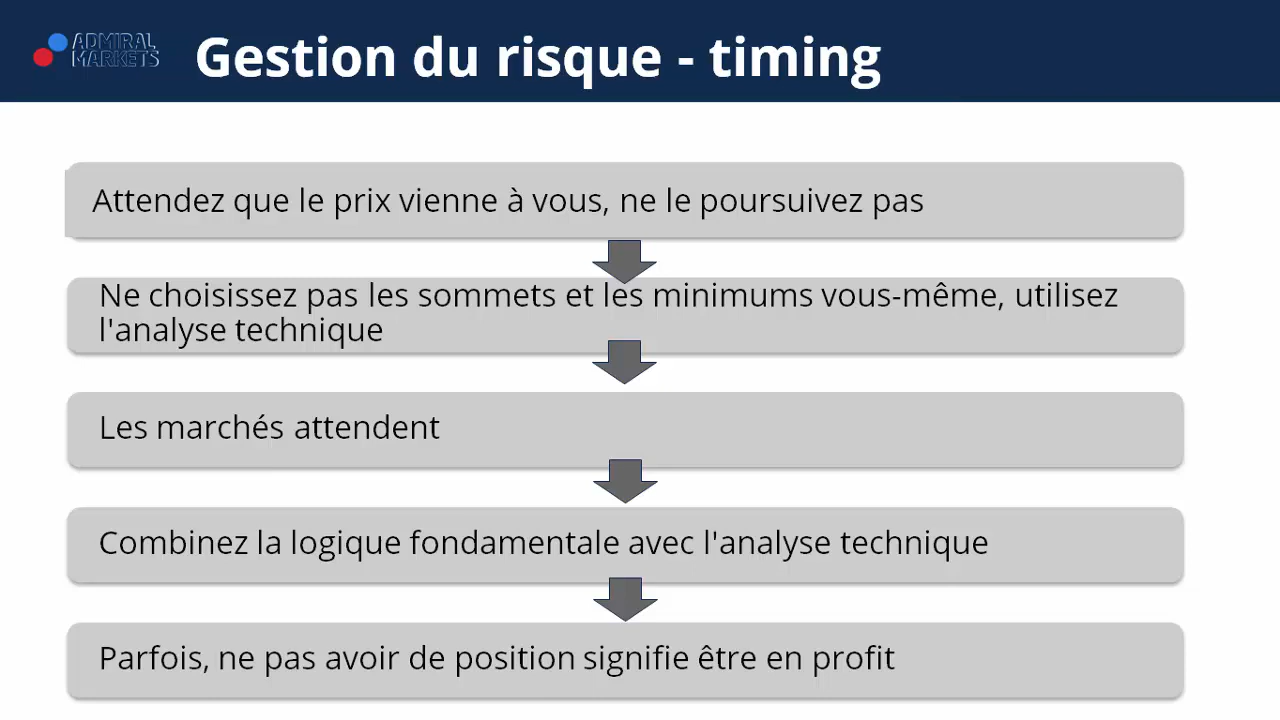 ADMIRAL
MARKETS
Gestion du risque - timing
Attendez que le prix vienne à vous, ne le poursuivez pas
Ne choisissez pas les sommets et les minimums vous-même, utilisez
l'analyse technique
Les marchés attendent
Combinez la logique fondamentale avec l'analyse technique
Parfois, ne pas avoir de position signifie être en profit